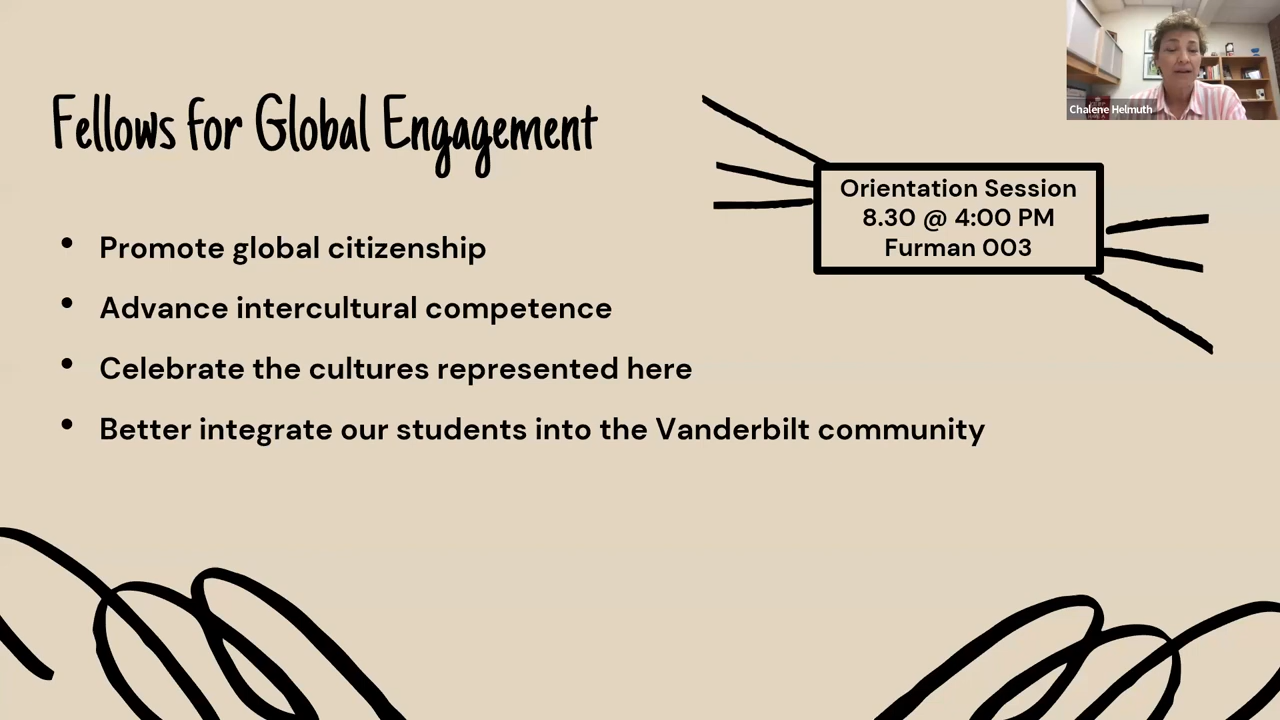 Chalene Helmuth
Fellows for Global Engagement
Orientation Session
8.30 @ 4:00 PM
Furman 003
• Promote global citizenship
• Advance intercultural competence
• Celebrate the cultures represented here
• Better integrate our students into the Vanderbilt community